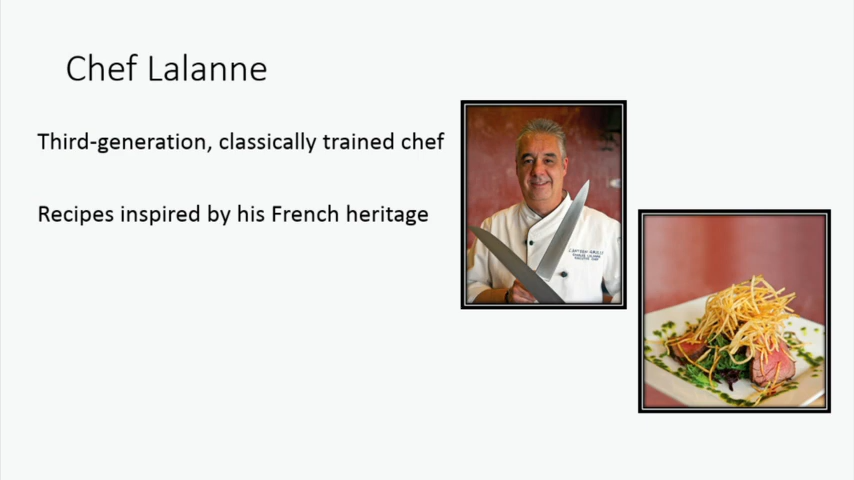 Chef Lalanne
Third-generation, classically trained chef
Recipes inspired by his French heritage